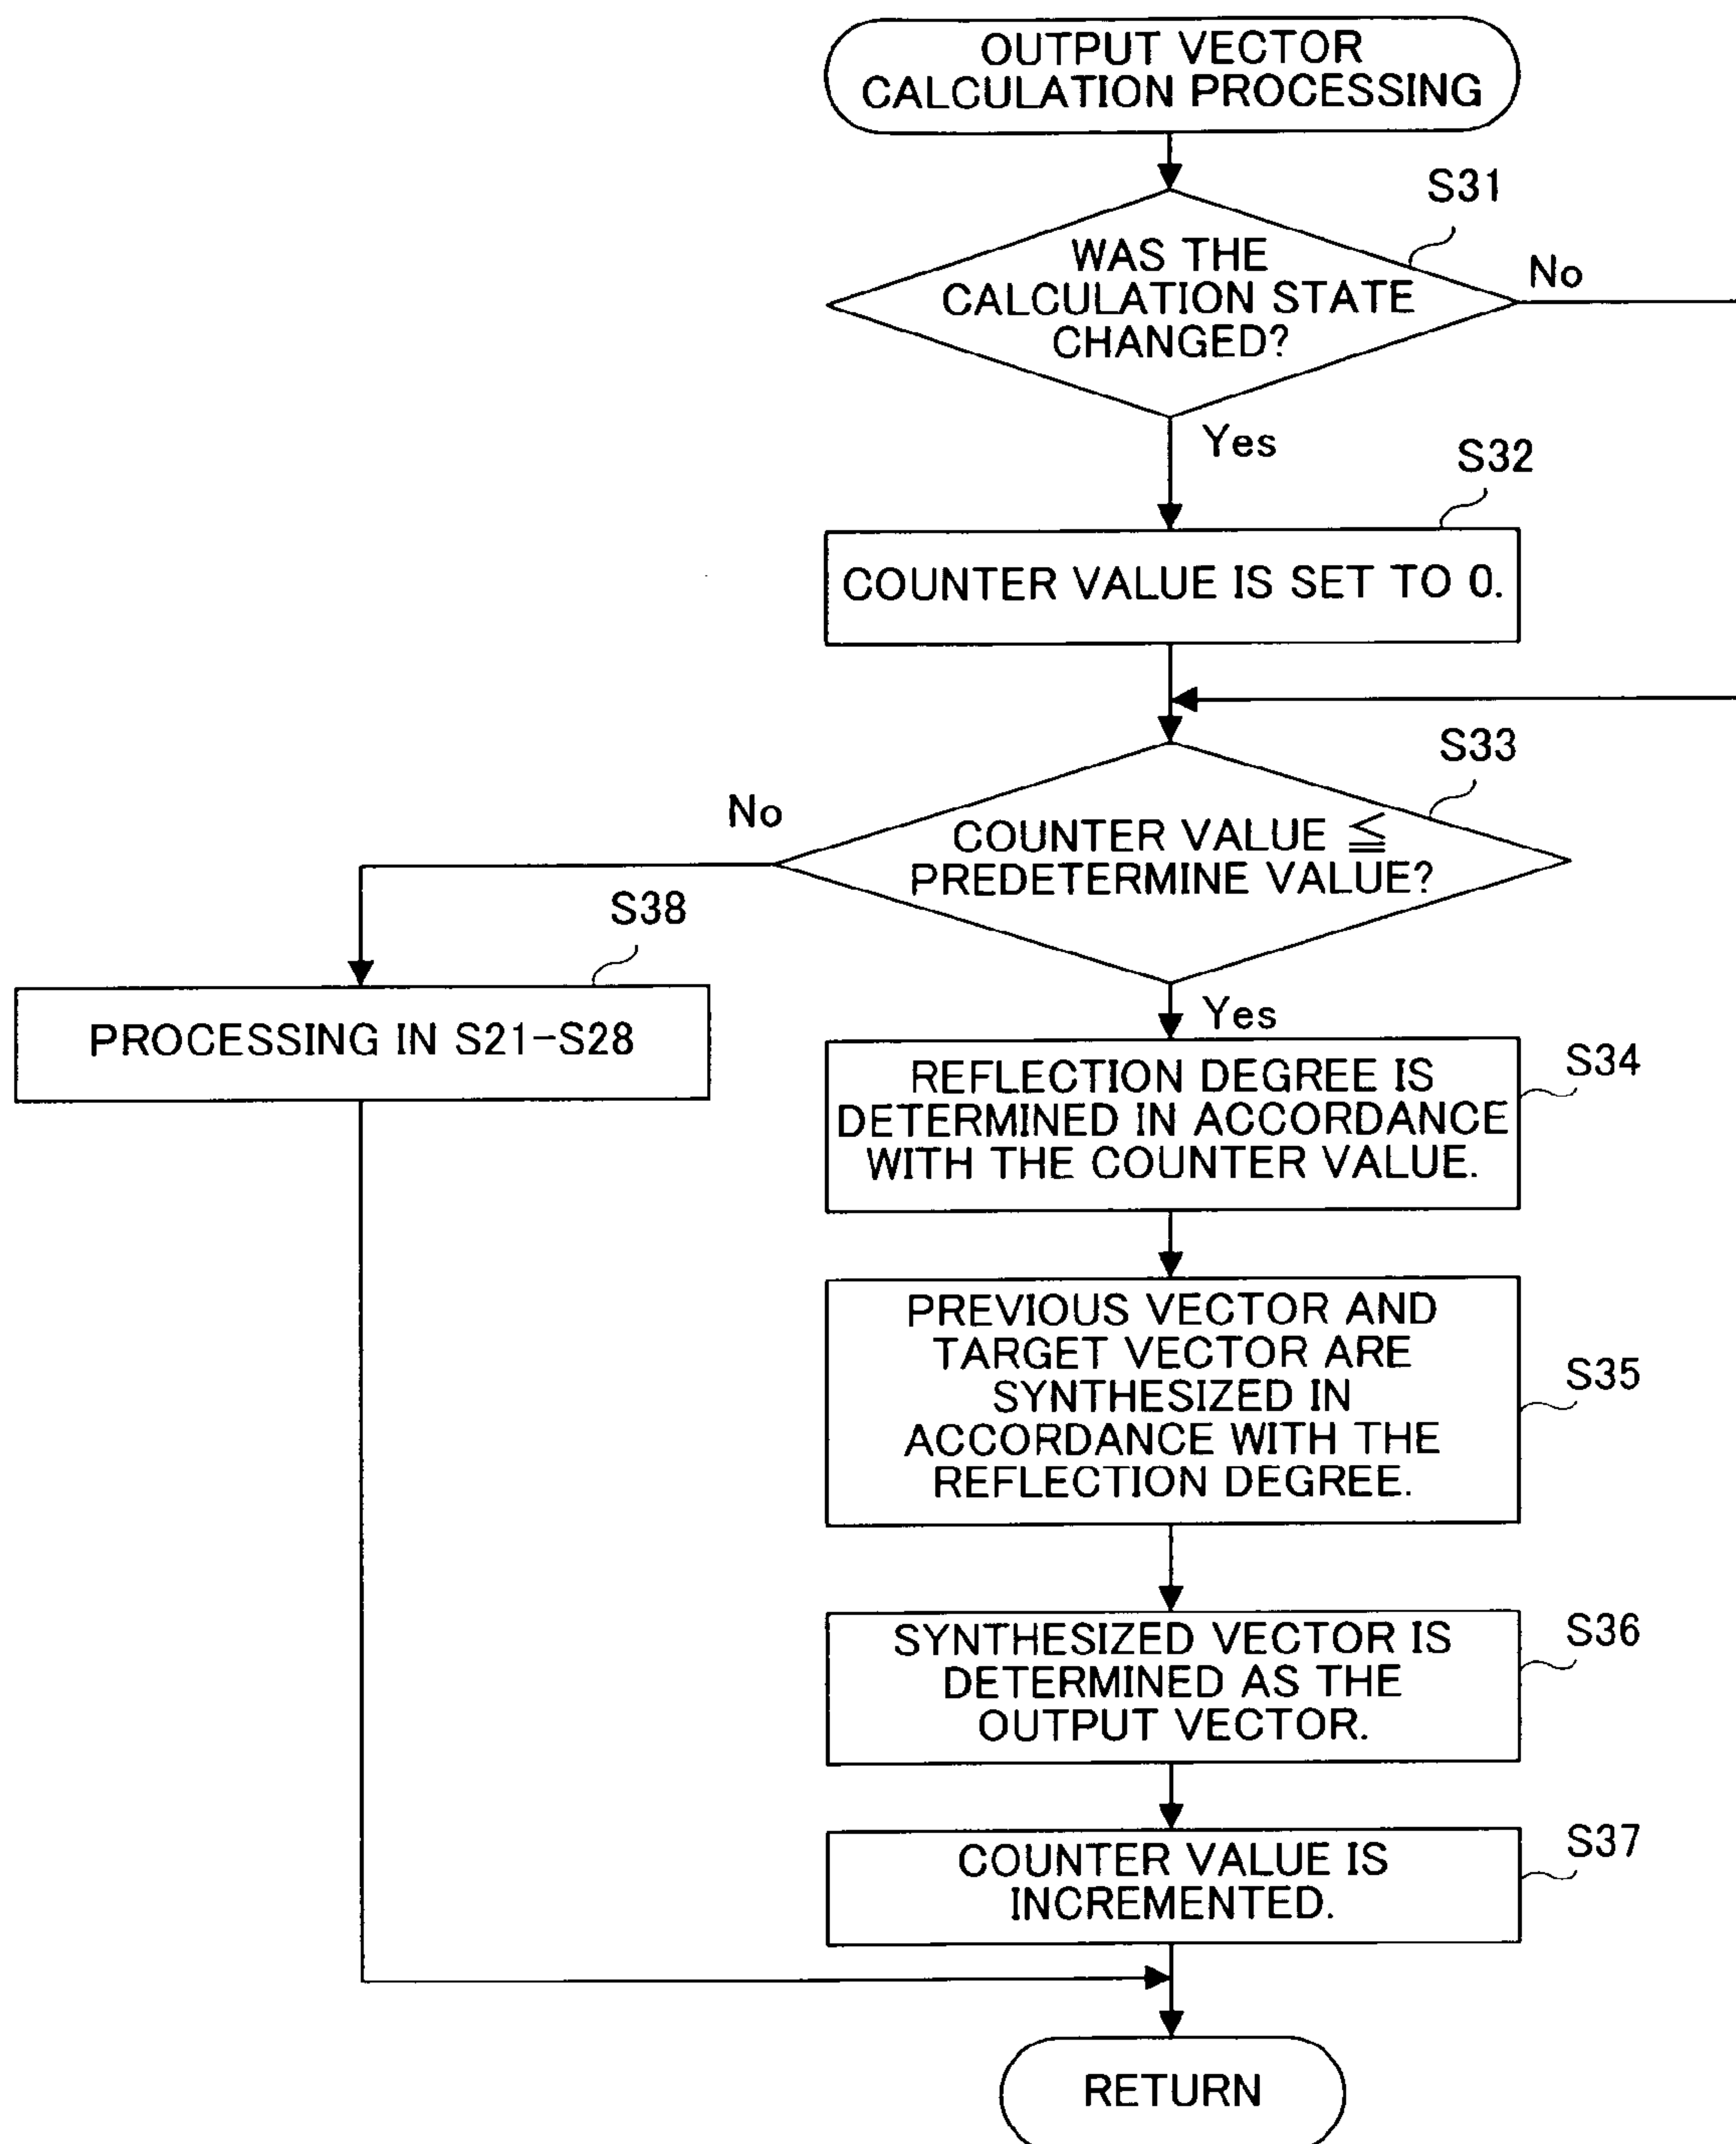 OUTPUT VECTOR
CALCULATION PROCESSING
S31
WAS THE
CALCULATION STATE
CHANGED?
No
Yes
S32
COUNTER VALUE IS SET TO 0.
S33
No
COUNTER VALUE ≦
PREDETERMINE VALUE?
S38
PROCESSING IN S21-S28
Yes
S34
REFLECTION DEGREE IS
DETERMINED IN ACCORDANCE
WITH THE COUNTER VALUE.
PREVIOUS VECTOR AND
TARGET VECTOR ARE
SYNTHESIZED IN
ACCORDANCE WITH THE
REFLECTION DEGREE.
S35
S36
SYNTHESIZED VECTOR IS
DETERMINED AS THE
OUTPUT VECTOR.
S37
COUNTER VALUE IS
INCREMENTED.
RETURN